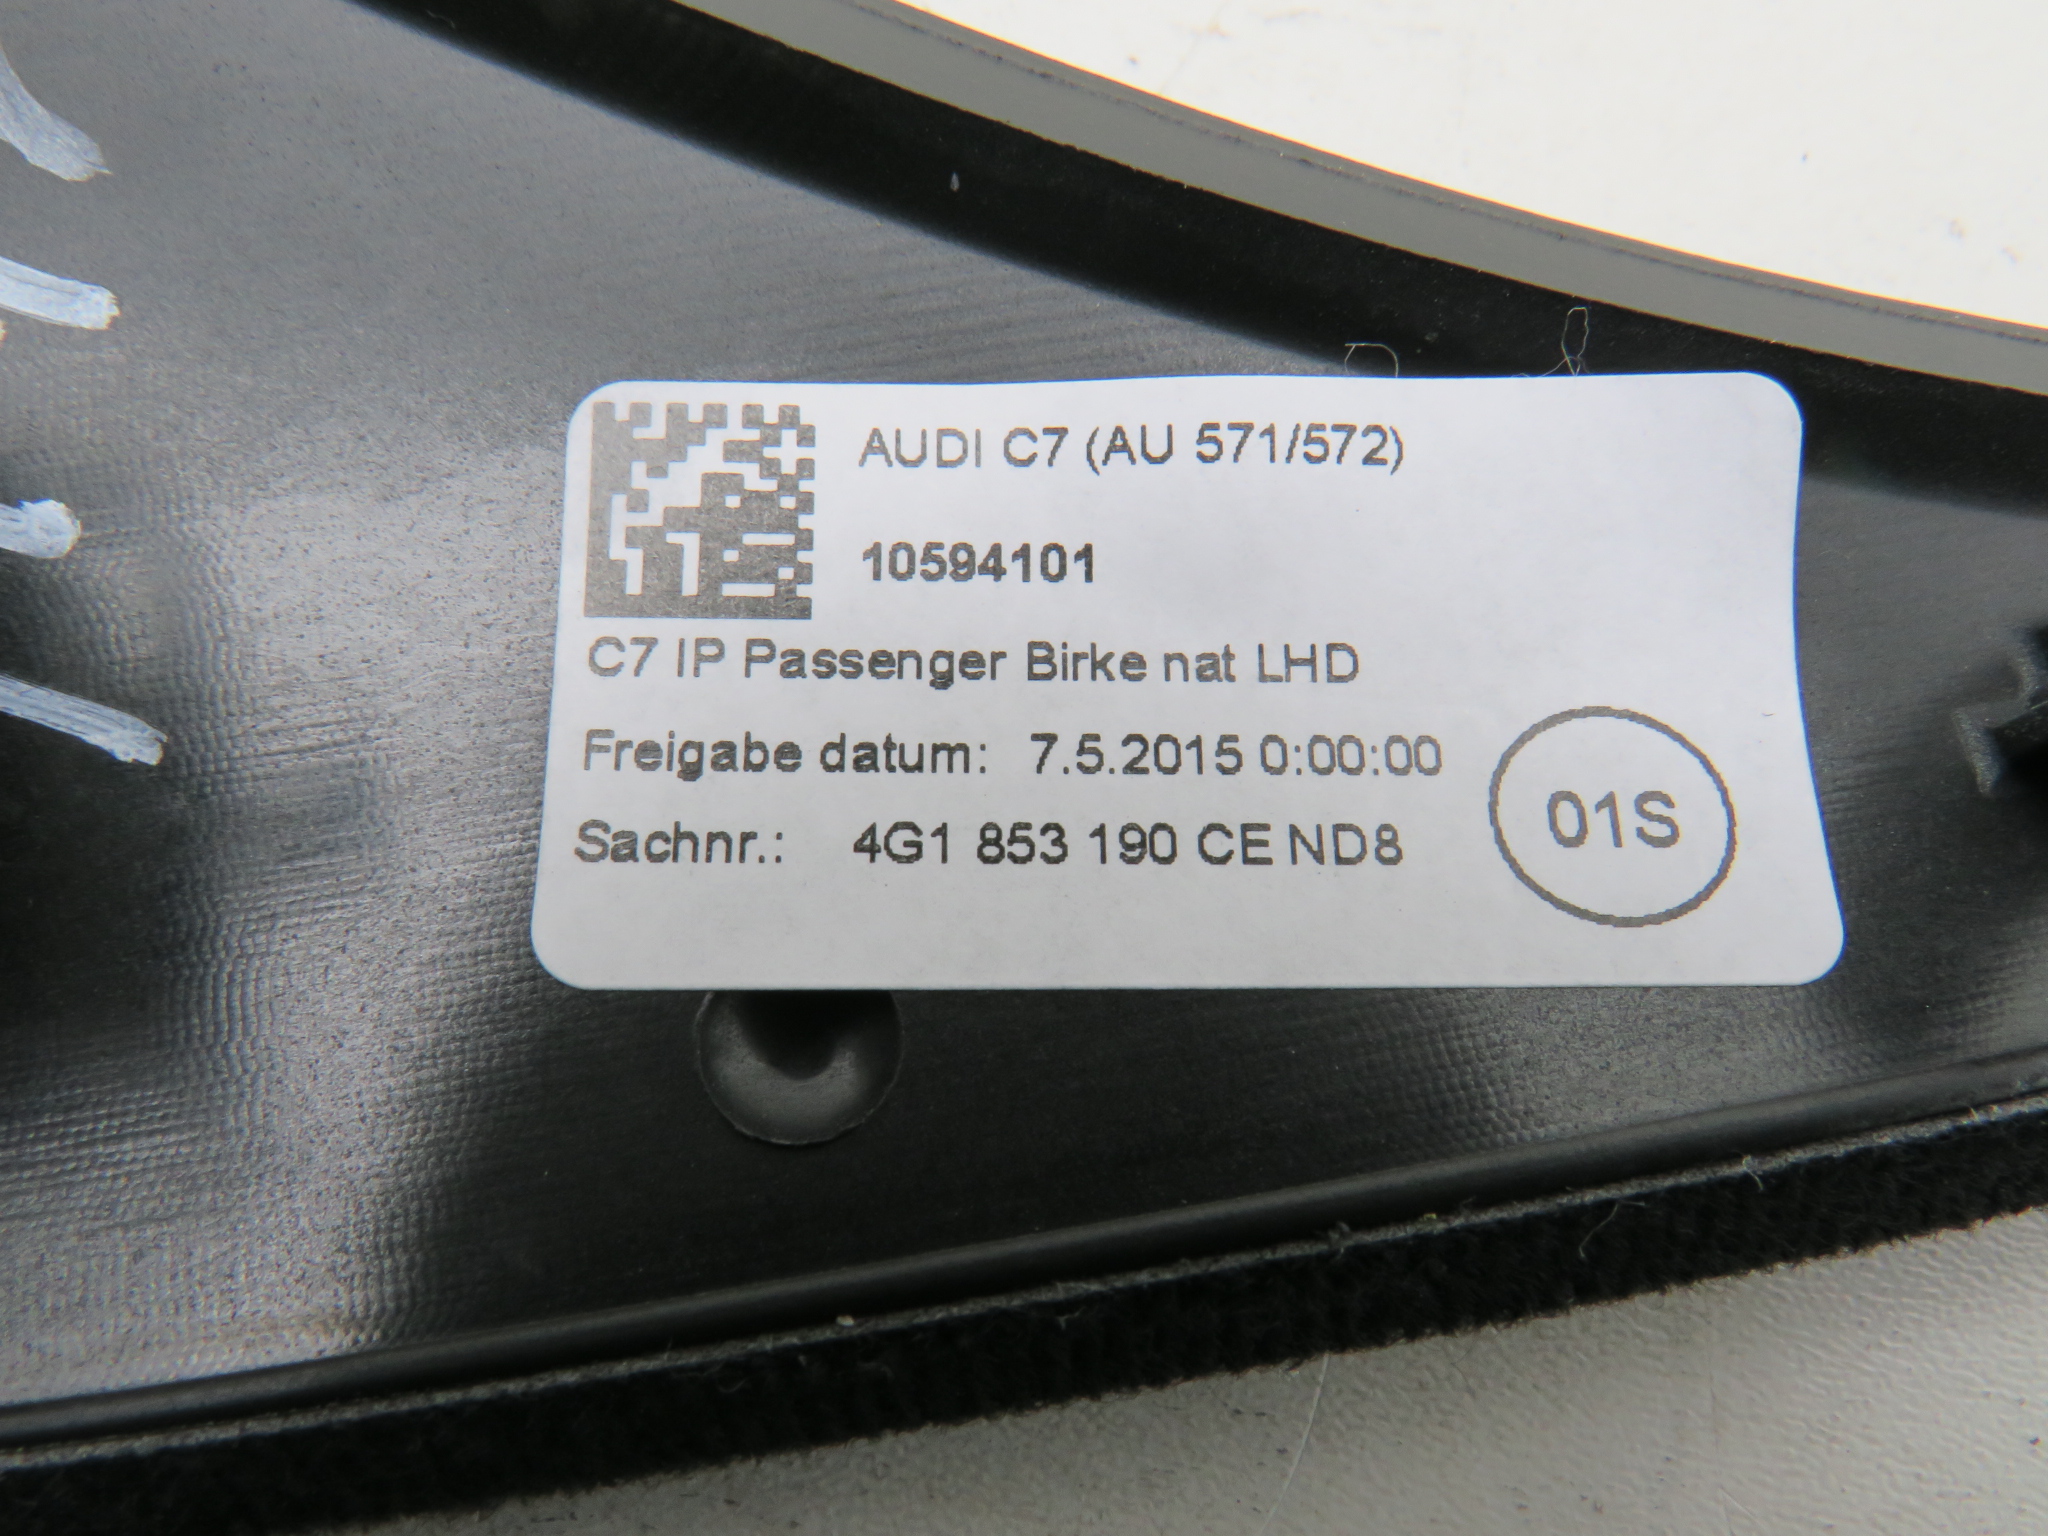 AUDI C7 (AU 571/572)
10594101
C7 IP Passenger Birke nat LHD
Freigabe datum: 7.5.2015 0:00:00
Sachnr.: 4G1 853 190 CE ND8
01S